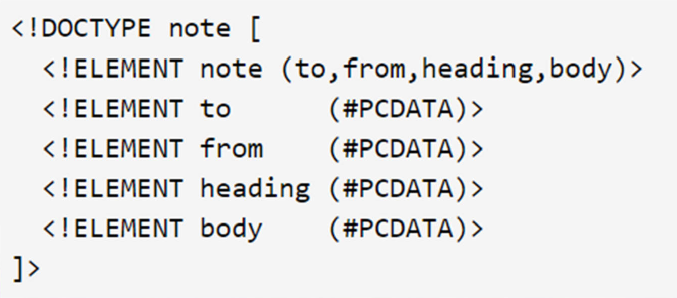 <!DOCTYPE note [
  <!ELEMENT note (to,from,heading,body)>
  <!ELEMENT to      (#PCDATA)>
  <!ELEMENT from    (#PCDATA)>
  <!ELEMENT heading (#PCDATA)>
  <!ELEMENT body    (#PCDATA)>
]>